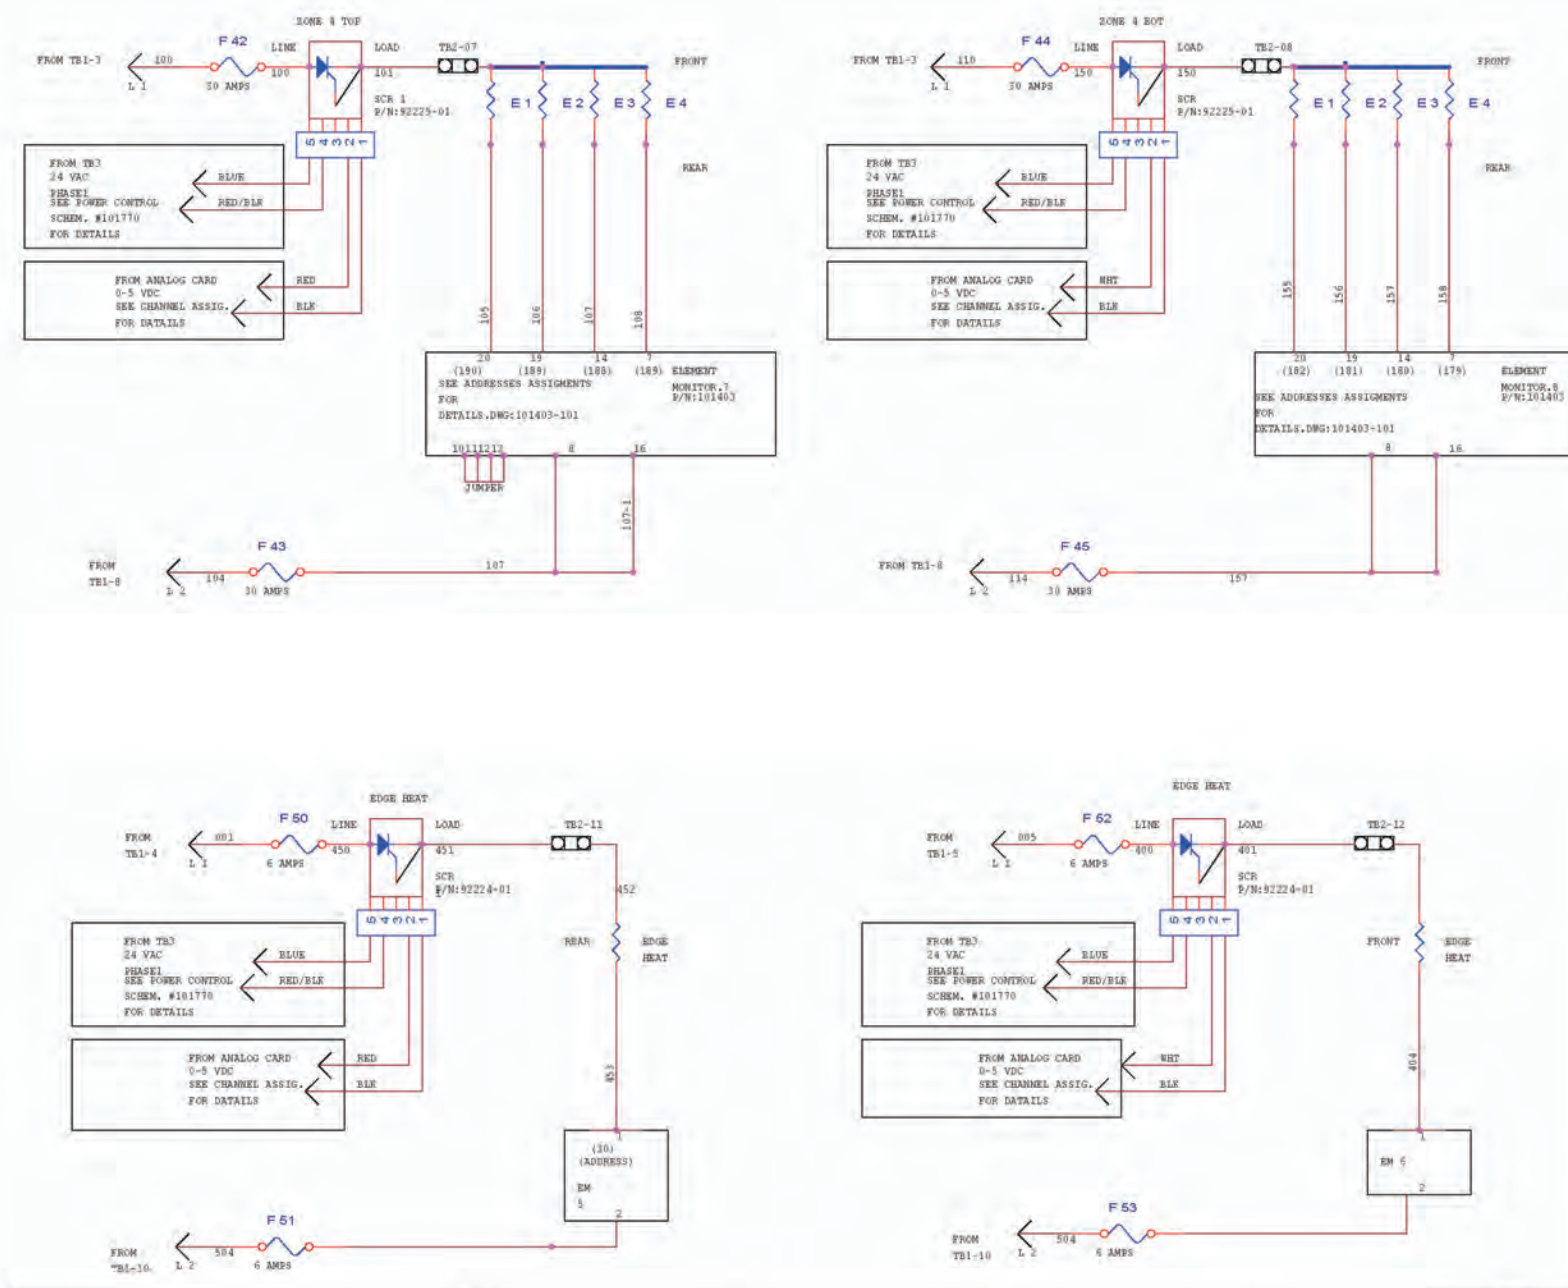 ZONE 4 TOP
F 42
LINE
LOAD
TB2-07
FROM TB1-3
100
100
101
FRONT
L 1
30 AMPS
SCR 1
P/N:92225-01
E 1
E 2
E 3
E 4
5 4 3 2 1
REAR
FROM TB3
24 VAC
PHASE1
SEE POWER CONTROL
SCHEM. #101770
FOR DETAILS
BLUE
RED/BLK
FROM ANALOG CARD
0-5 VDC
SEE CHANNEL ASSIG.
FOR DATAILS
RED
BLK
105
106
107
108
20 19 14 7
(190) (189) (188) (189)
ELEMENT
MONITOR.7
P/N:101403
SEE ADDRESSES ASSIGMENTS
FOR
DETAILS.DWG:101403-101
10111213
8
16
JUMPER
107-1
F 43
FROM
TB1-8
104
L 2
30 AMPS
107
ZONE 4 BOT
F 44
LINE
LOAD
TB2-08
FROM TB1-3
110
150
150
FRONT
L 1
30 AMPS
SCR
P/N:92225-01
E 1
E 2
E 3
E 4
5 4 3 2 1
REAR
FROM TB3
24 VAC
PHASE1
SEE POWER CONTROL
SCHEM. #101770
FOR DETAILS
BLUE
RED/BLK
FROM ANALOG CARD
0-5 VDC
SEE CHANNEL ASSIG.
FOR DATAILS
WHT
BLK
155
156
157
158
20 19 14 7
(182) (181) (180) (179)
ELEMENT
MONITOR.8
P/N:101403
SEE ADDRESSES ASSIGMENTS
FOR
DETAILS.DWG:101403-101
8
16
F 45
FROM TB1-8
114
L 2
30 AMPS
157
EDGE HEAT
F 50
LINE
LOAD
TB2-11
FROM
TB1-4
001
450
451
L 1
6 AMPS
SCR
P/N:92224-01
1
452
5 4 3 2 1
REAR
EDGE
HEAT
FROM TB3
24 VAC
PHASE1
SEE POWER CONTROL
SCHEM. #101770
FOR DETAILS
BLUE
RED/BLK
FROM ANALOG CARD
0-5 VDC
SEE CHANNEL ASSIG.
FOR DATAILS
RED
BLK
453
1
(30)
(ADDRESS)
EM
5
2
F 51
FROM
TB1-10
504
L 2
6 AMPS
EDGE HEAT
F 52
LINE
LOAD
TB2-12
FROM
TB1-5
005
400
401
L 1
6 AMPS
SCR
P/N:92224-01
5 4 3 2 1
FRONT
EDGE
HEAT
FROM TB3
24 VAC
PHASE1
SEE POWER CONTROL
SCHEM. #101770
FOR DETAILS
BLUE
RED/BLK
FROM ANALOG CARD
0-5 VDC
SEE CHANNEL ASSIG.
FOR DATAILS
WHT
BLK
404
1
EM 6
2
F 53
FROM
TB1-10
504
L 2
6 AMPS